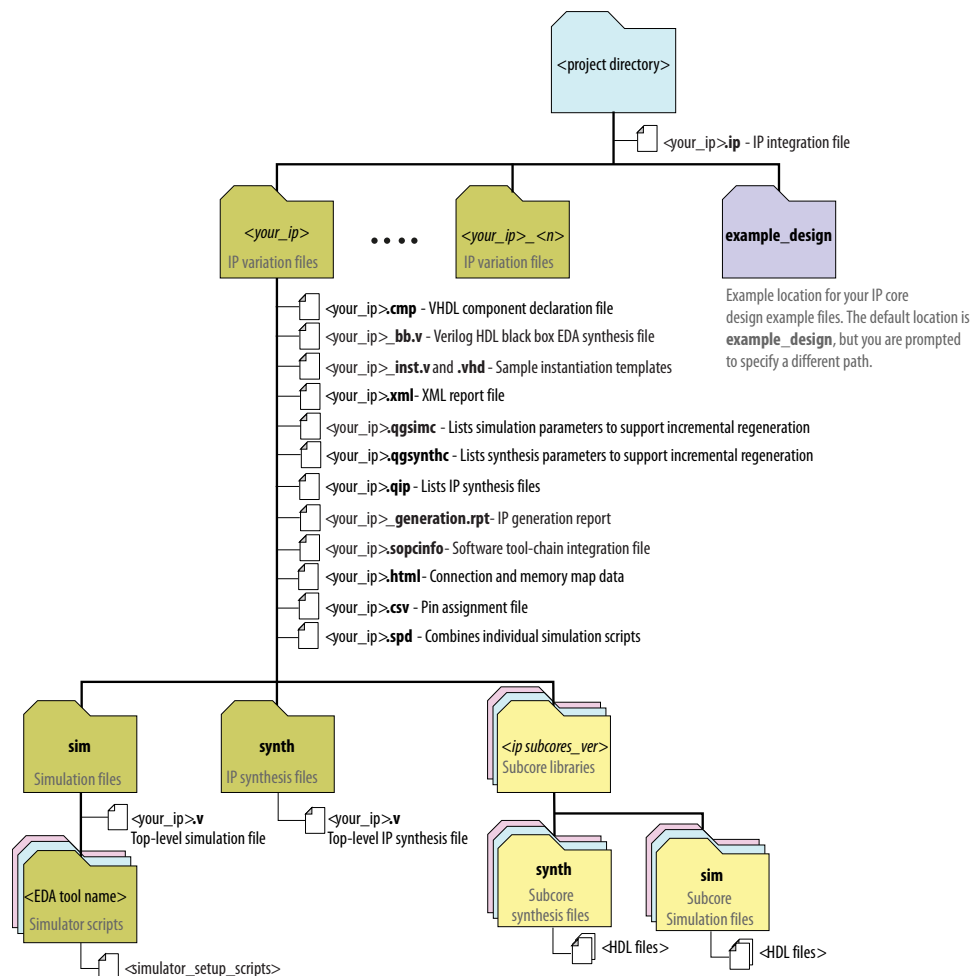 <project directory>
<your_ip>.ip - IP integration file
<your_ip>
IP variation files
. . . .
<your_ip>_<n>
IP variation files
example_design
Example location for your IP core
design example files. The default location is
example_design, but you are prompted
to specify a different path.
<your_ip>.cmp - VHDL component declaration file
<your_ip>_bb.v - Verilog HDL black box EDA synthesis file
<your_ip>_inst.v and .vhd - Sample instantiation templates
<your_ip>.xml- XML report file
<your_ip>.qgsimc - Lists simulation parameters to support incremental regeneration
<your_ip>.qgsynthc - Lists synthesis parameters to support incremental regeneration
<your_ip>.qip - Lists IP synthesis files
<your_ip>_generation.rpt- IP generation report
<your_ip>.sopcinfo- Software tool-chain integration file
<your_ip>.html- Connection and memory map data
<your_ip>.csv - Pin assignment file
<your_ip>.spd - Combines individual simulation scripts
sim
Simulation files
synth
IP synthesis files
<ip subcores_ver>
Subcore libraries
<your_ip>.v
Top-level simulation file
<your_ip>.v
Top-level IP synthesis file
<EDA tool name>
Simulator scripts
<simulator_setup_scripts>
synth
Subcore
synthesis files
<HDL files>
sim
Subcore
Simulation files
<HDL files>